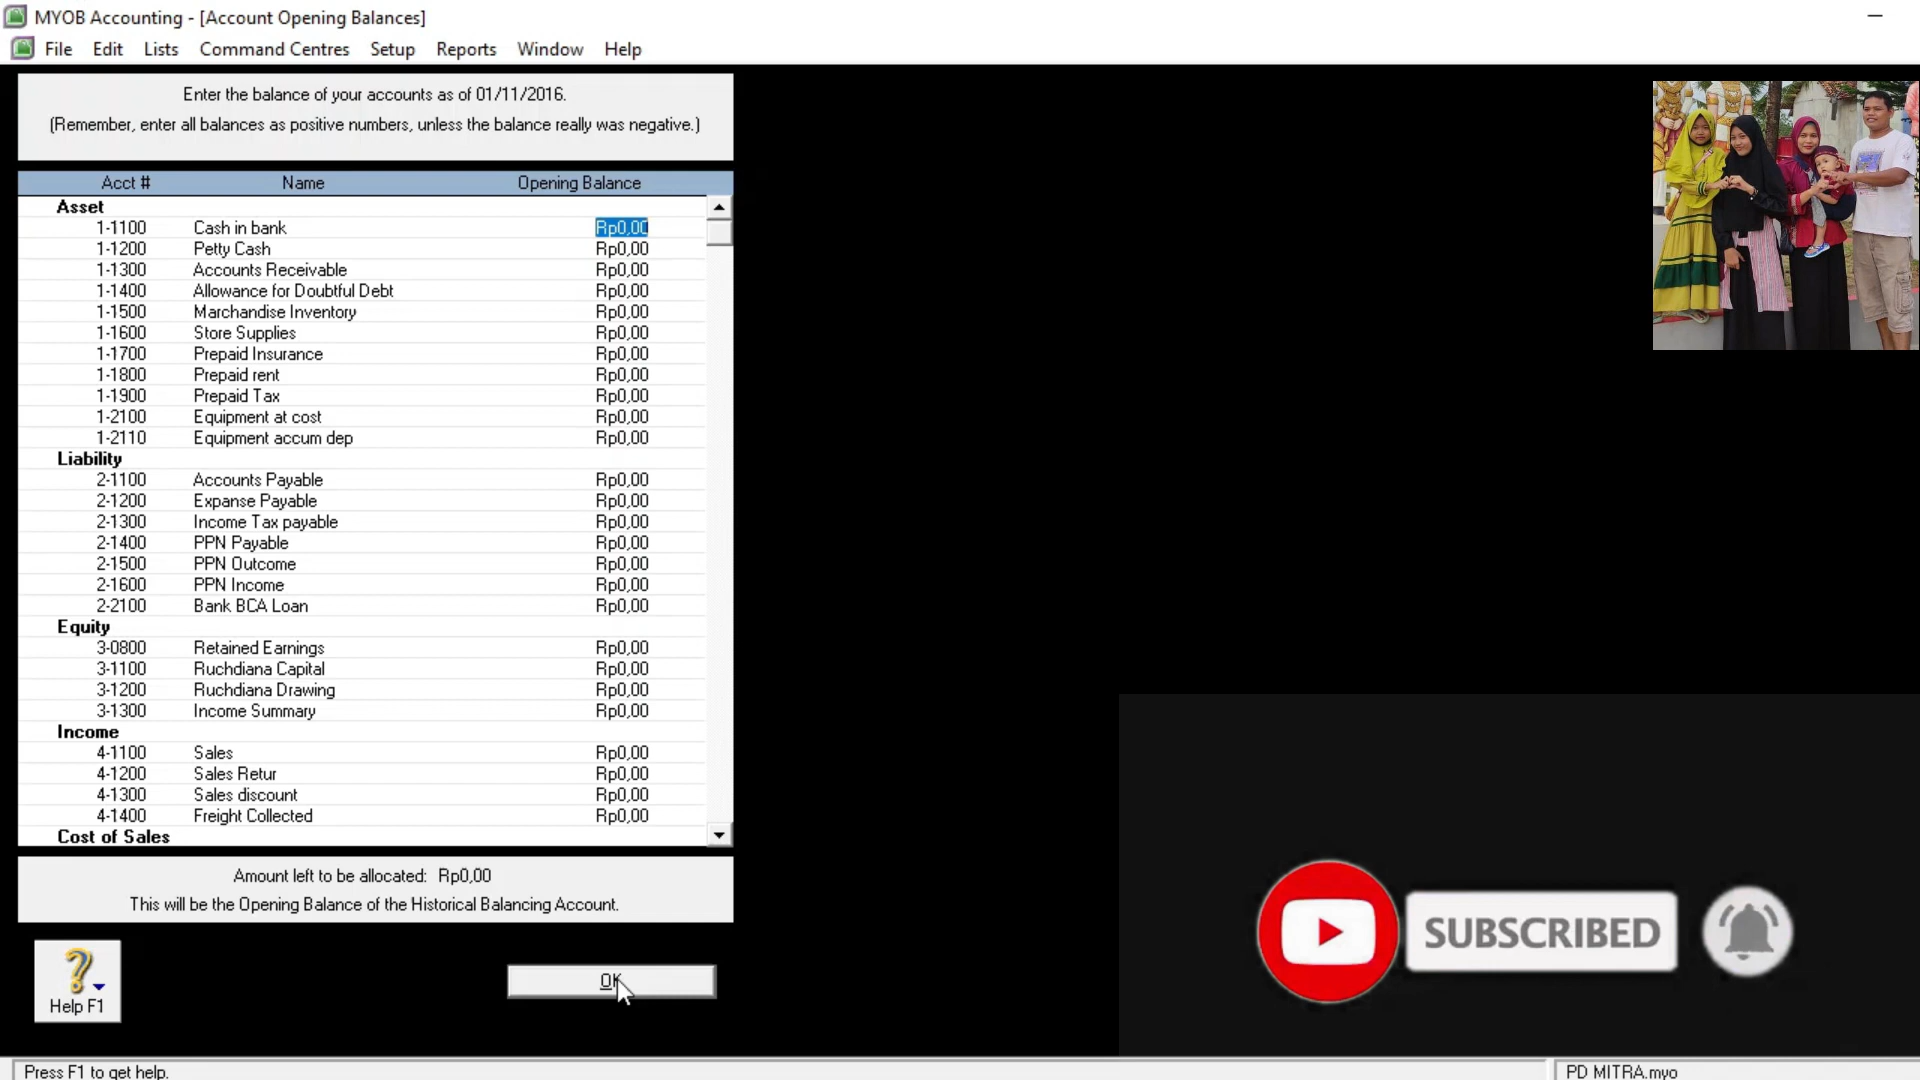 MYOB Accounting - [Account Opening Balances]
File Edit Lists Command Centres Setup Reports Window Help
Enter the balance of your accounts as of 01/11/2016.
(Remember, enter all balances as positive numbers, unless the balance really was negative.)
Acct # Name Opening Balance
Asset
1-1100 Cash in bank Rp0,00
1-1200 Petty Cash Rp0,00
1-1300 Accounts Receivable Rp0,00
1-1400 Allowance for Doubtful Debt Rp0,00
1-1500 Marchandise Inventory Rp0,00
1-1600 Store Supplies Rp0,00
1-1700 Prepaid Insurance Rp0,00
1-1800 Prepaid rent Rp0,00
1-1900 Prepaid Tax Rp0,00
1-2100 Equipment at cost Rp0,00
1-2110 Equipment accum dep Rp0,00
Liability
2-1100 Accounts Payable Rp0,00
2-1200 Expanse Payable Rp0,00
2-1300 Income Tax payable Rp0,00
2-1400 PPN Payable Rp0,00
2-1500 PPN Outcome Rp0,00
2-1600 PPN Income Rp0,00
2-2100 Bank BCA Loan Rp0,00
Equity
3-0800 Retained Earnings Rp0,00
3-1100 Ruchdiana Capital Rp0,00
3-1200 Ruchdiana Drawing Rp0,00
3-1300 Income Summary Rp0,00
Income
4-1100 Sales Rp0,00
4-1200 Sales Retur Rp0,00
4-1300 Sales discount Rp0,00
4-1400 Freight Collected Rp0,00
Cost of Sales
Amount left to be allocated: Rp0,00
This will be the Opening Balance of the Historical Balancing Account.
SUBSCRIBED
OK
Help F1
Press F1 to get help.
PD MITRA.myo